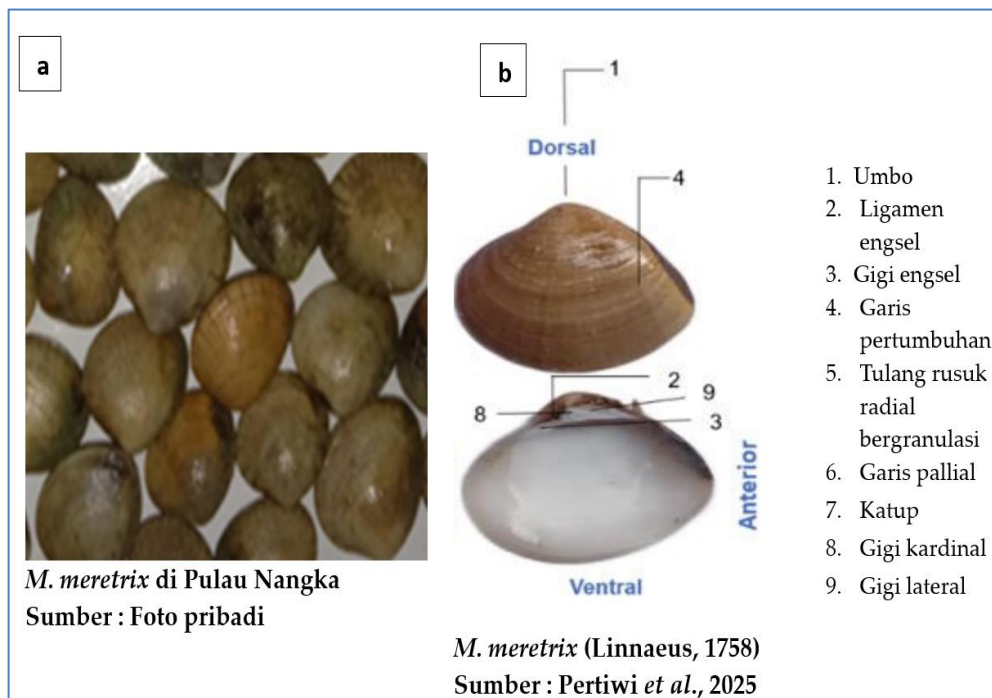 a
b
1
Dorsal
4
2
9
8
3
Anterior
Ventral
M. meretrix di Pulau Nangka
Sumber : Foto pribadi
M. meretrix (Linnaeus, 1758)
Sumber : Pertiwi et al., 2025
1. Umbo
2. Ligamen
engsel
3. Gigi engsel
4. Garis
pertumbuhan
5. Tulang rusuk
radial
bergranulasi
6. Garis pallial
7. Katup
8. Gigi kardinal
9. Gigi lateral